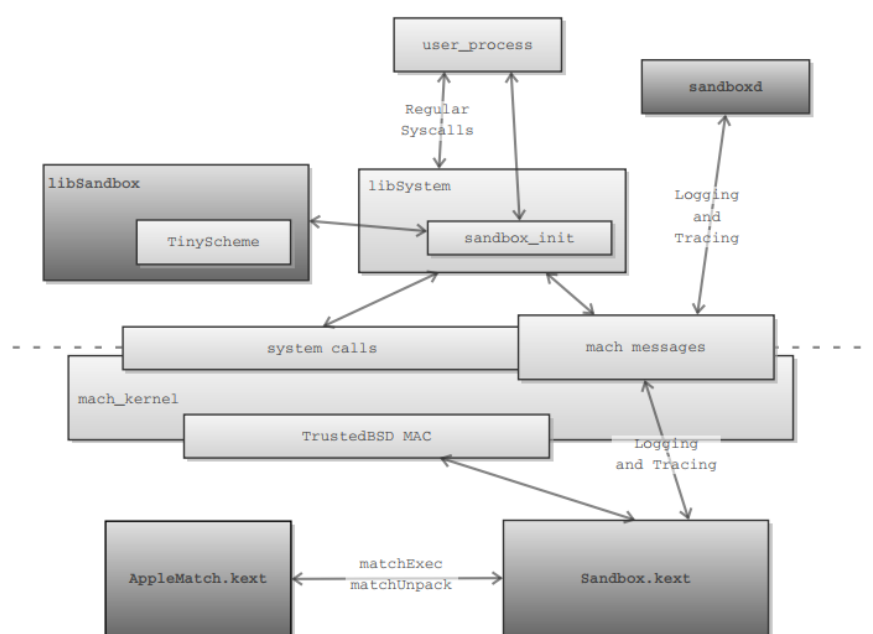 user_process
sandboxd
Regular
Syscalls
libSandbox
libSystem
TinyScheme
sandbox_init
Logging
and
Tracing
system calls
mach messages
mach_kernel
TrustedBSD MAC
Logging
and Tracing
AppleMatch.kext
matchExec
matchUnpack
Sandbox.kext